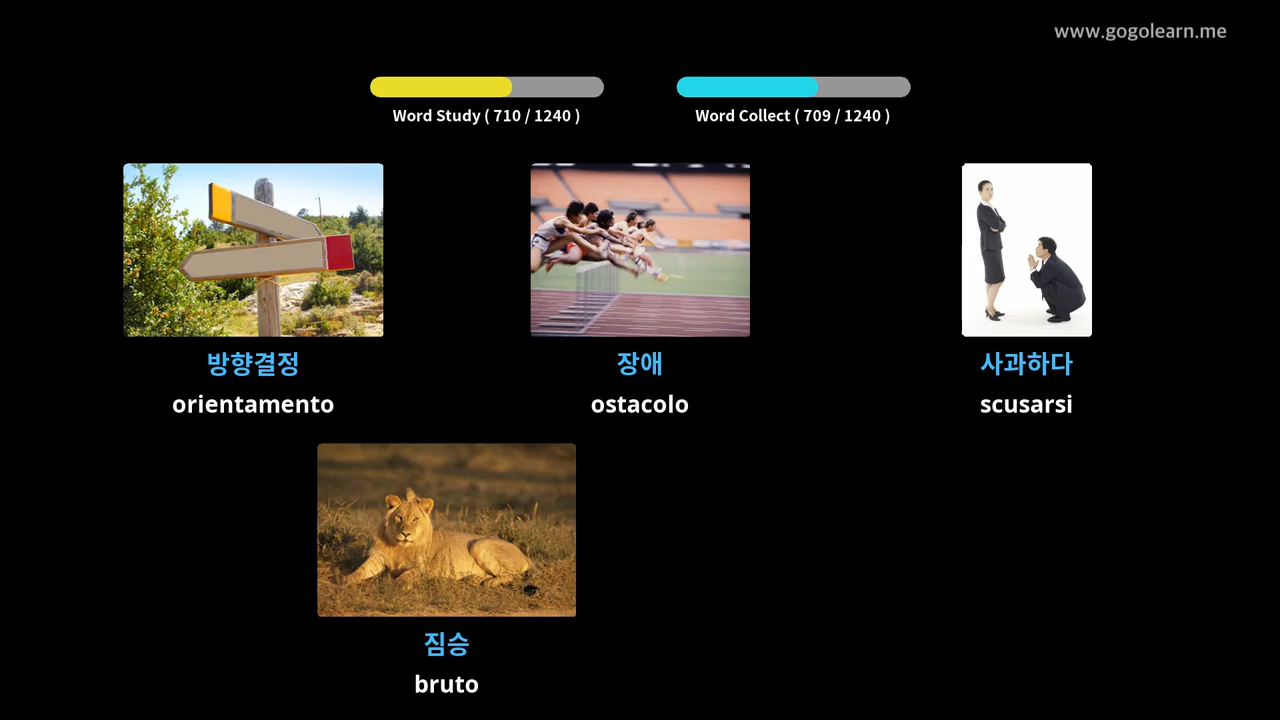 www.gogolearn.me
Word Study ( 710 / 1240 )
Word Collect ( 709 / 1240 )
방향결정
orientamento
장애
ostacolo
사과하다
scusarsi
짐승
bruto